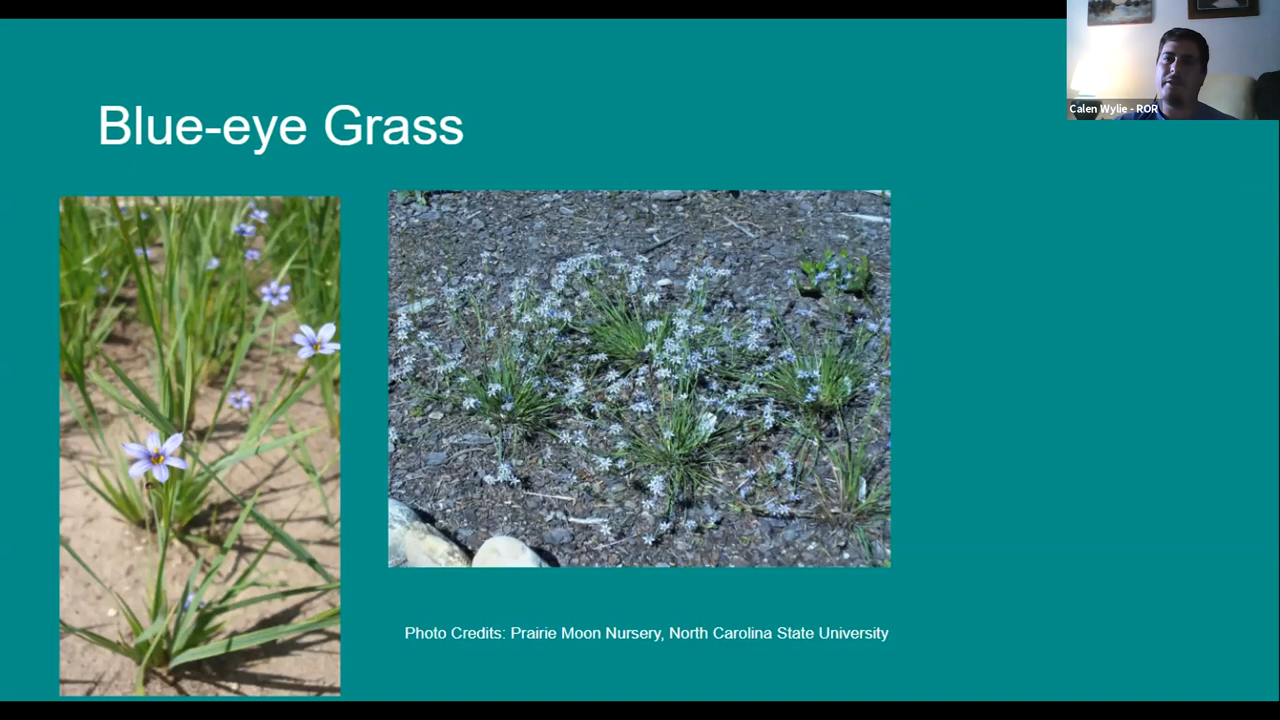 Calen Wylie - ROR
Blue-eye Grass
Photo Credits: Prairie Moon Nursery, North Carolina State University